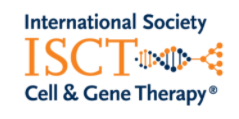 International Society
ISCT
Cell & Gene Therapy®